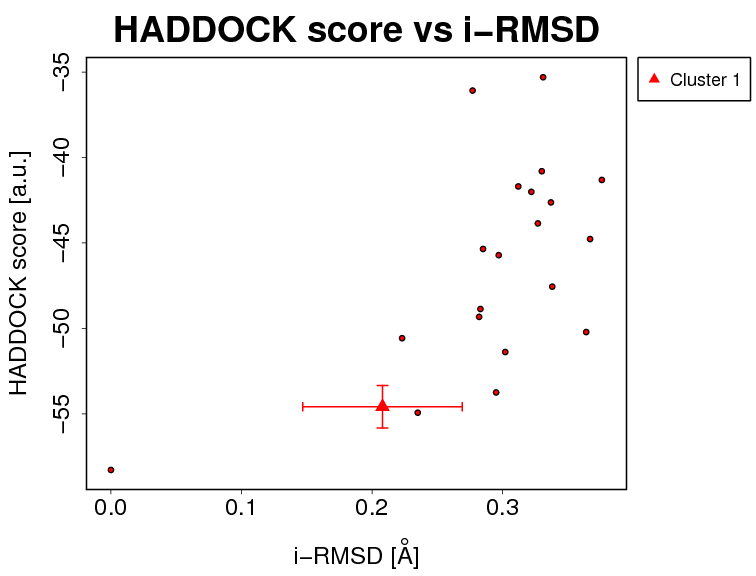 HADDOCK score vs i−RMSD
Cluster 1
HADDOCK score [a.u.]
−35
−40
−45
−50
−55
0.0 0.1 0.2 0.3
i−RMSD [Å]